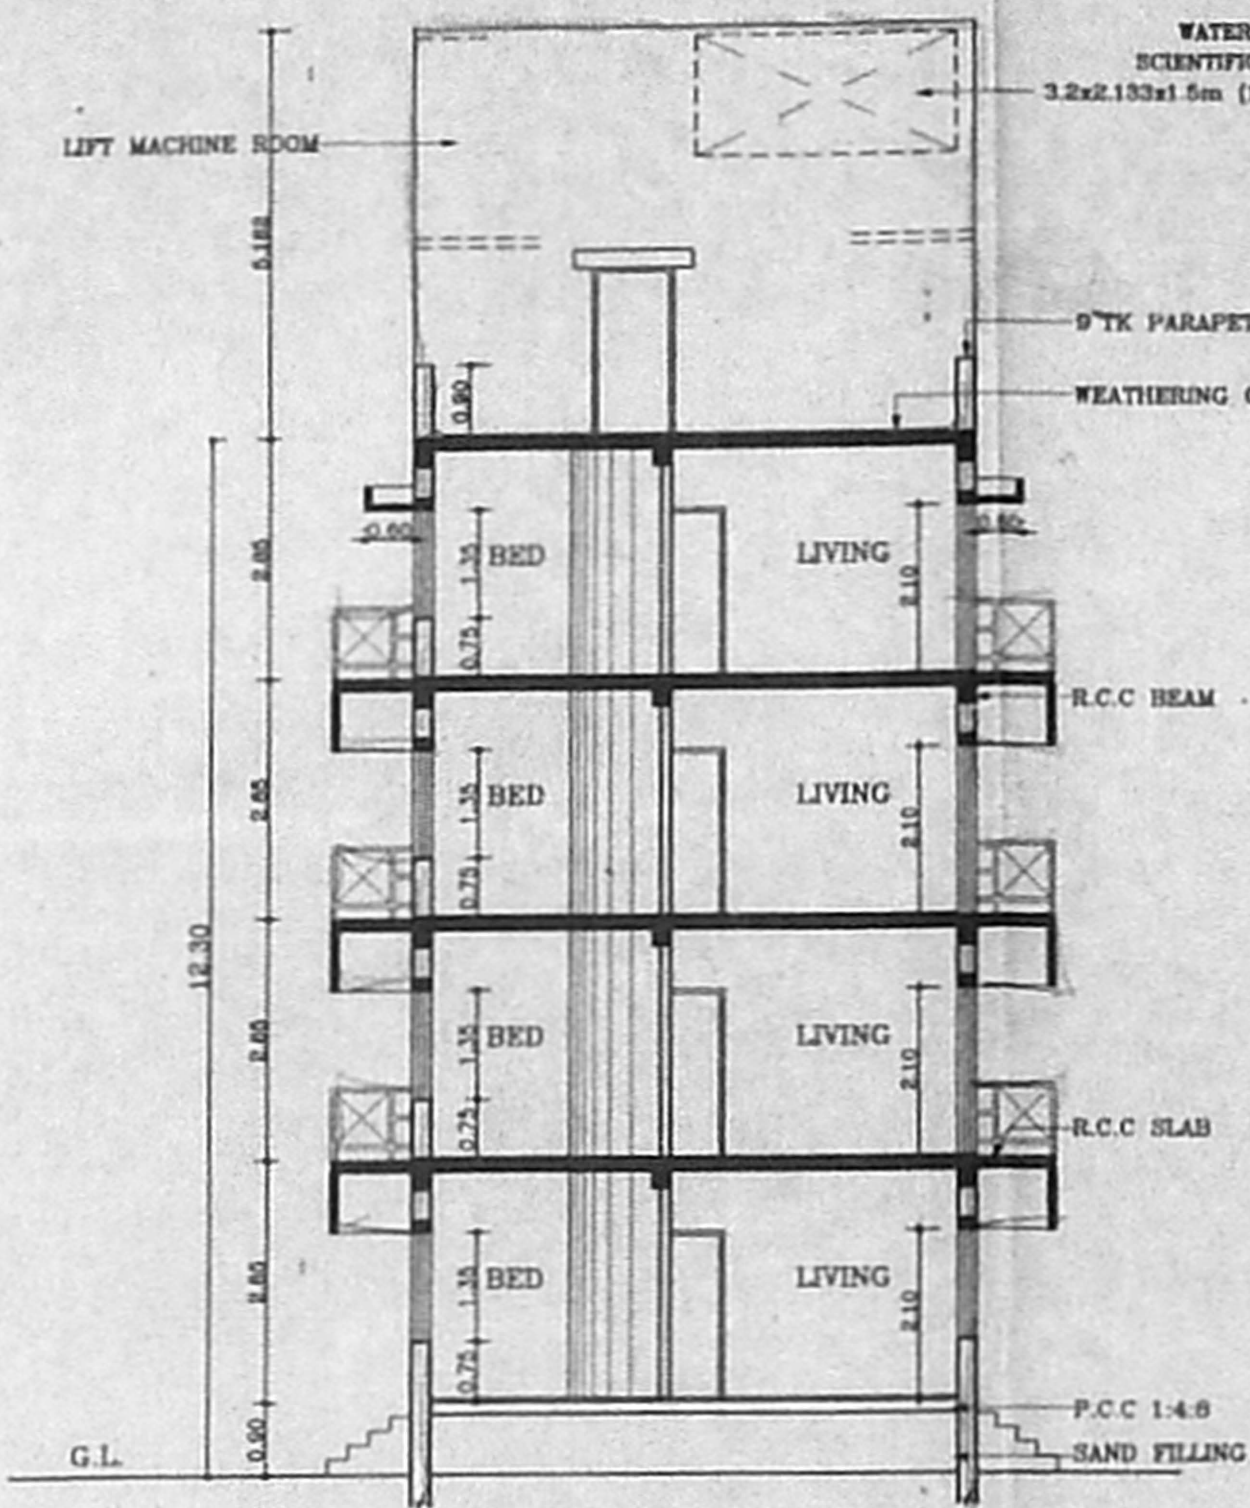 WATER
SCIENTIFI
3.2x2.133x1.5m (
LIFT MACHINE ROOM
9"TK PARAPET
0.90
WEATHERING
0.60
0.60
2.85
1.35
BED
LIVING
2.10
0.75
R.C.C BEAM
2.85
1.35
BED
LIVING
2.10
0.75
12.30
2.85
1.35
BED
LIVING
2.10
0.75
R.C.C SLAB
2.85
1.35
BED
LIVING
2.10
0.75
P.C.C 1:4:8
0.90
G.L.
SAND FILLING